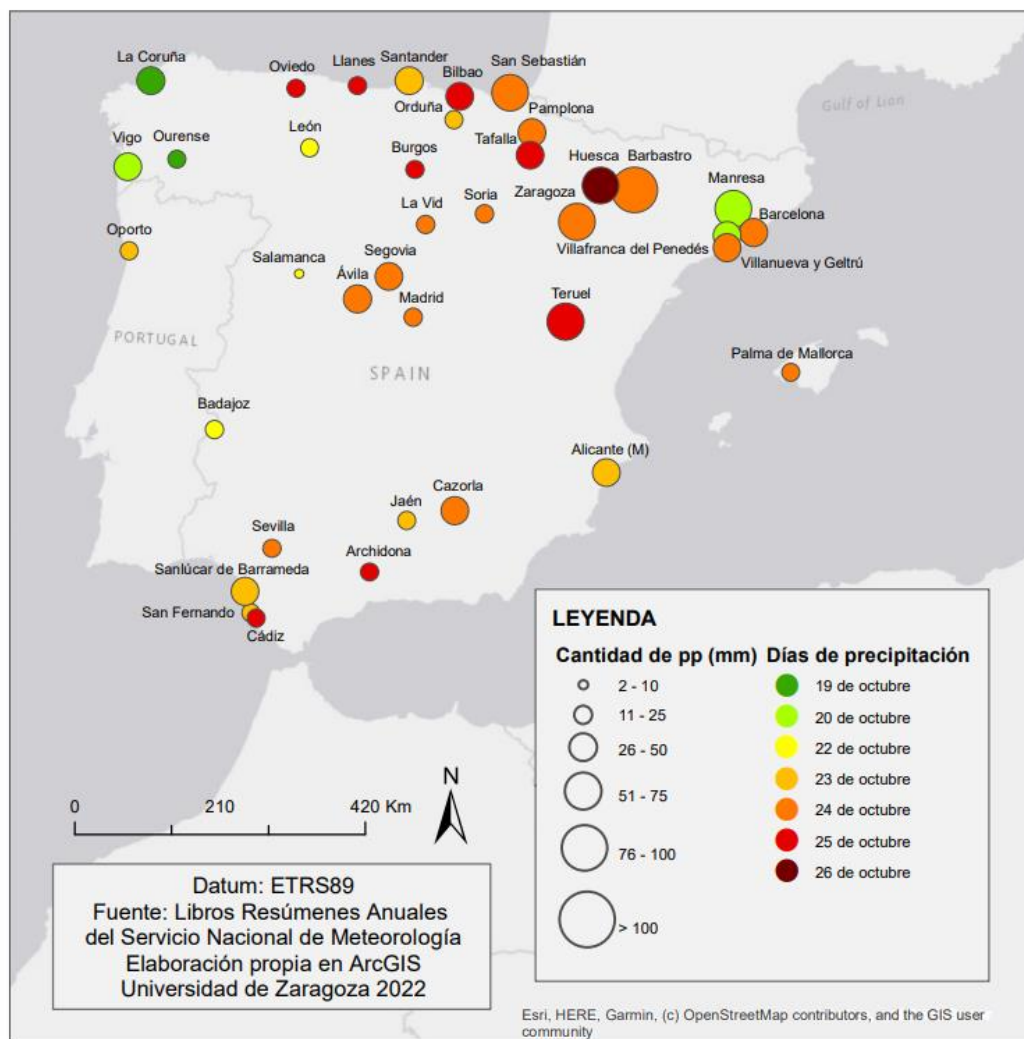 La Coruña
Oviedo
Llanes
Santander
Bilbao
San Sebastián
Gulf of Lion
Orduña
Pamplona
Vigo
Ourense
León
Burgos
Tafalla
Huesca
Barbastro
Manresa
Zaragoza
La Vid
Soria
Barcelona
Oporto
Salamanca
Segovia
Villafranca del Penedés
Villanueva y Geltrú
Ávila
Madrid
Teruel
PORTUGAL
SPAIN
Palma de Mallorca
Badajoz
Alicante (M)
Cazorla
Jaén
Sevilla
Archidona
Sanlúcar de Barrameda
San Fernando
Cádiz
LEYENDA
Cantidad de pp (mm)
2 - 10
11 - 25
26 - 50
51 - 75
76 - 100
> 100
Días de precipitación
19 de octubre
20 de octubre
22 de octubre
23 de octubre
24 de octubre
25 de octubre
26 de octubre
N
0 210 420 Km
Datum: ETRS89
Fuente: Libros Resúmenes Anuales
del Servicio Nacional de Meteorología
Elaboración propia en ArcGIS
Universidad de Zaragoza 2022
Esri, HERE, Garmin, (c) OpenStreetMap contributors, and the GIS user
community